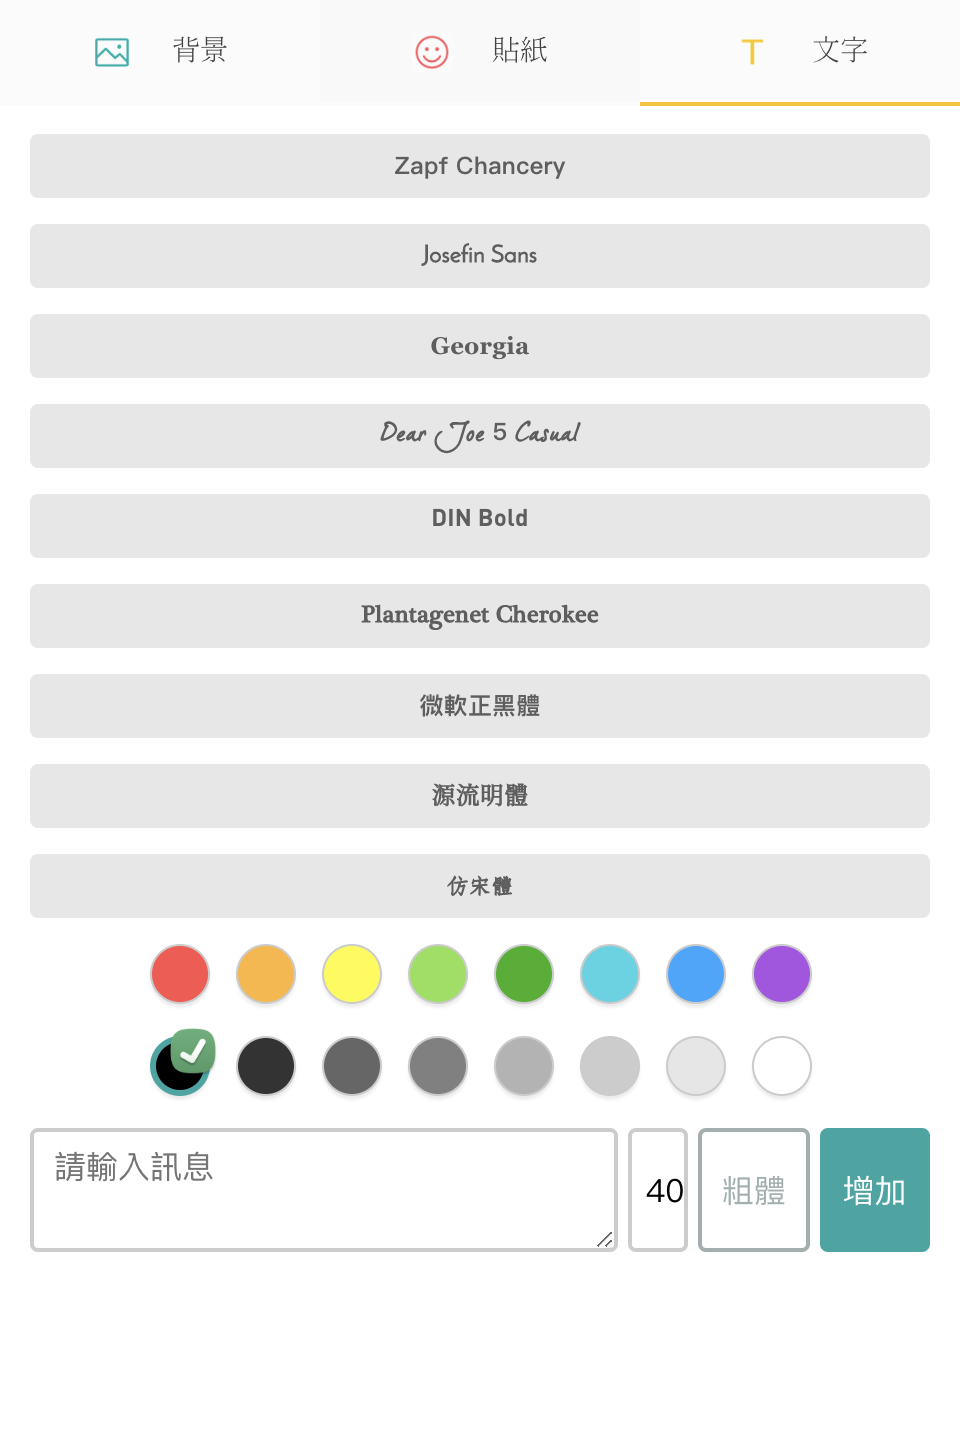 背景 貼紙 文字
Zapf Chancery
Josefin Sans
Georgia
Dear Joe 5 Casual
DIN Bold
Plantagenet Cherokee
微軟正黑體
源流明體
仿宋體
請輸入訊息 40 粗體 增加